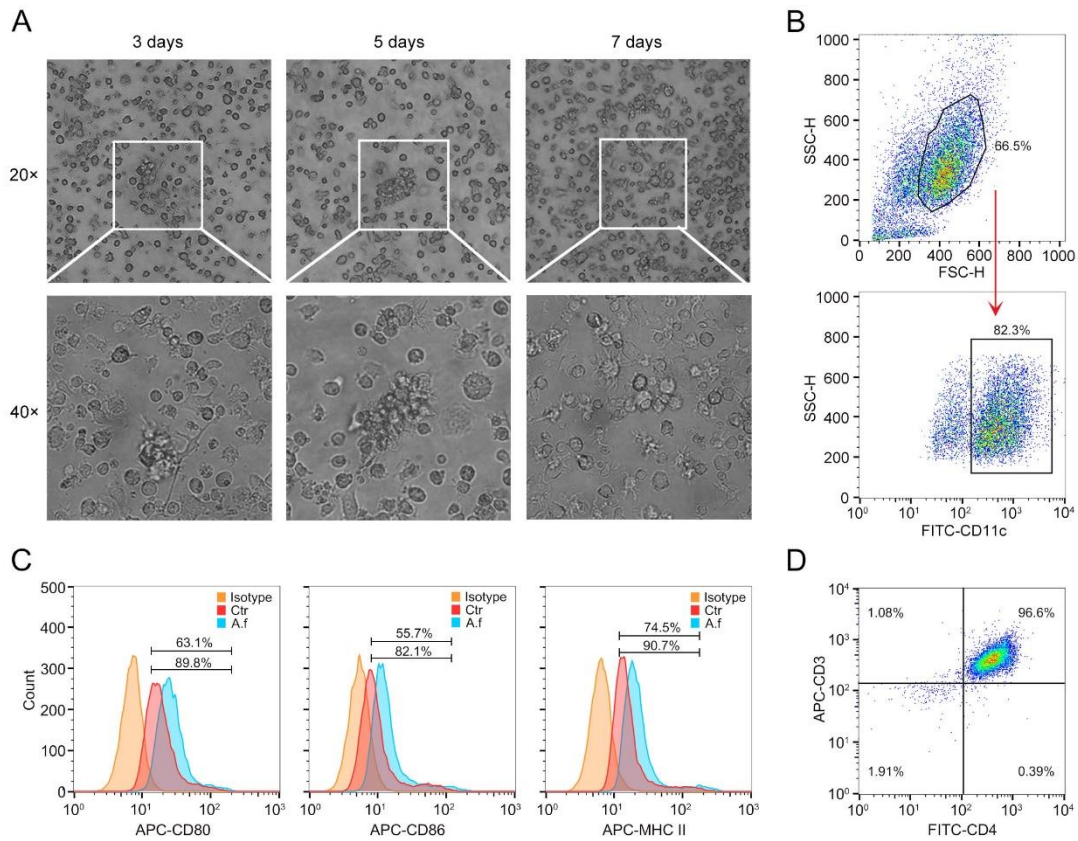 A
3 days
5 days
7 days
20×
40×
B
SSC-H
1000
800
600
400
200
0
66.5%
0 200 400 600 800 1000
FSC-H
SSC-H
1000
800
600
400
200
0
82.3%
10⁰ 10¹ 10² 10³ 10⁴
FITC-CD11c
C
Count
500
400
300
200
100
0
Isotype
Ctr
A.f
63.1%
89.8%
10⁰ 10¹ 10² 10³
APC-CD80
Isotype
Ctr
A.f
55.7%
82.1%
10⁰ 10¹ 10² 10³
APC-CD86
Isotype
Ctr
A.f
74.5%
90.7%
10⁰ 10¹ 10² 10³
APC-MHC II
D
APC-CD3
10⁴
10³
10²
10¹
10⁰
1.08% 96.6%
1.91% 0.39%
10⁰ 10¹ 10² 10³ 10⁴
FITC-CD4